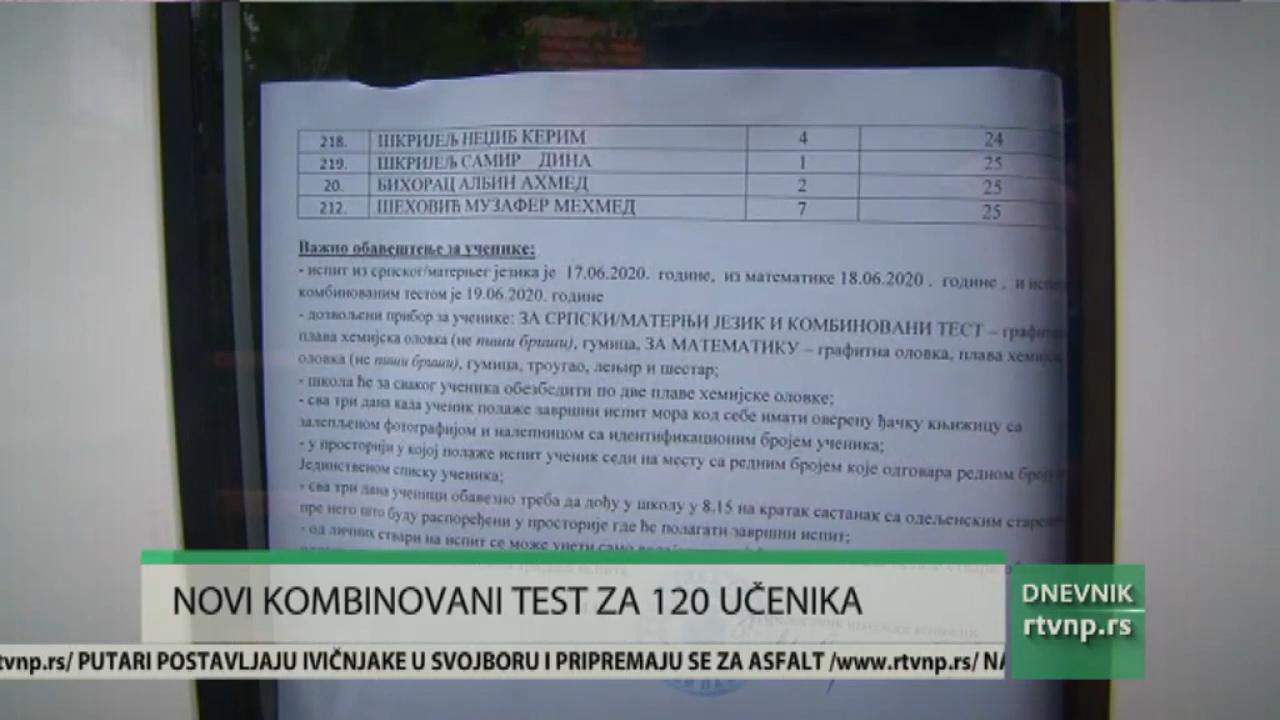 218. ШКРИЈЕЉ НЕЏИБ КЕРИМ 4 24
219. ШКРИЈЕЉ САМИР ДИНА 1 25
20. БИХОРАЦ АЛБИН АХМЕД 2 25
212. ШЕХОВИЋ МУЗАФЕР МЕХМЕД 7 25
Важно обавештење за ученике:
- испит из српског/матерњег језика је 17.06.2020. године, из математике 18.06.2020 . године , и
комбинованим тестом је 19.06.2020. године
- дозвољени прибор за ученике: ЗА СРПСКИ/МАТЕРЊИ ЈЕЗИК И КОМБИНОВАНИ ТЕСТ –
плава хемијска оловка (не пиши бриши), гумица, ЗА МАТЕМАТИКУ – графитна оловка, плава
оловка (не пиши бриши), гумица, троугао, лењир и шестар;
- школа ће за сваког ученика обезбедити по две плаве хемијске оловке;
- сва три дана када ученик полаже завршни испит мора код себе имати оверену ђачку књижицу са
залепљеном фотографијом и налепницом са идентификационим бројем ученика;
- у просторији у којој полаже испит ученик седи на месту са редним бројем које одговара редном
Јединственом списку ученика;
- сва три дана ученици обавезно треба да дођу у школу у 8.15 на кратак састанак са одељенским
пре него што буду распоређени у просторије где ће полагати завршни испит;
- од личних ствари на испит се може унети само
NOVI KOMBINOVANI TEST ZA 120 UČENIKA
DNEVNIK
rtvnp.rs
tvnp.rs/ PUTARI POSTAVLJAJU IVIČNJAKE U SVOJBORU I PRIPREMAJU SE ZA ASFALT /www.rtvnp.rs/ NA